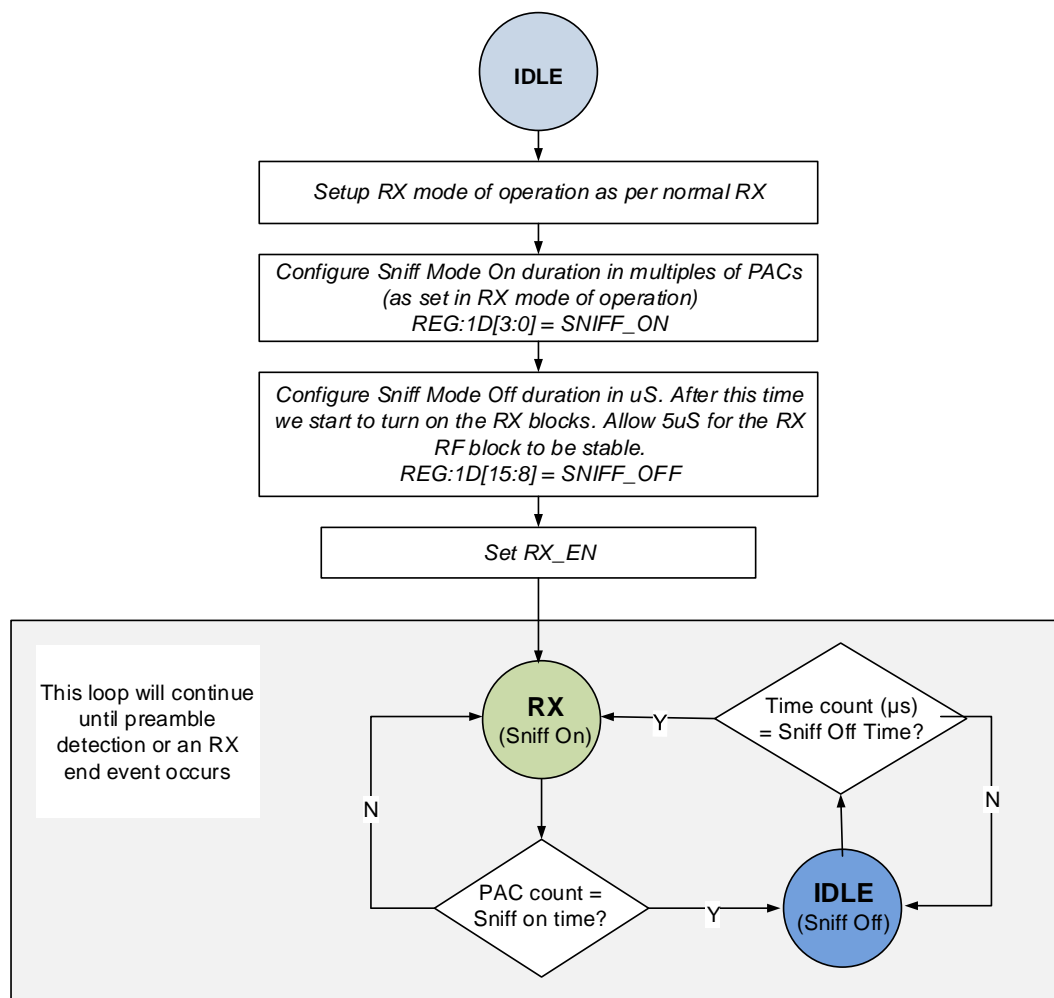 IDLE
Setup RX mode of operation as per normal RX
Configure Sniff Mode On duration in multiples of PACs
(as set in RX mode of operation)
REG:1D[3:0] = SNIFF_ON
Configure Sniff Mode Off duration in uS. After this time
we start to turn on the RX blocks. Allow 5uS for the RX
RF block to be stable.
REG:1D[15:8] = SNIFF_OFF
Set RX_EN
This loop will continue
until preamble
detection or an RX
end event occurs
RX
(Sniff On)
Y
Time count (µs)
= Sniff Off Time?
N
N
PAC count =
Sniff on time?
Y
IDLE
(Sniff Off)